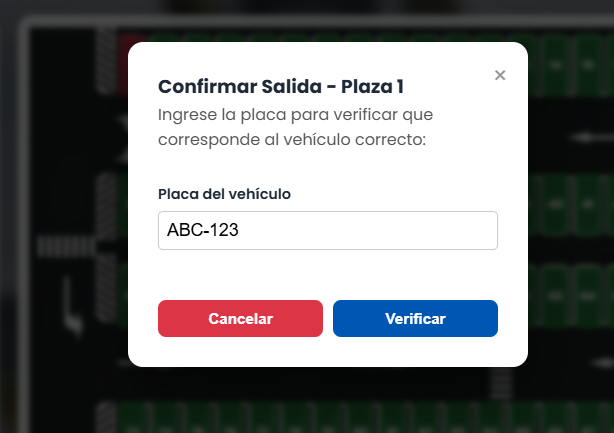 Confirmar Salida - Plaza 1
×
Ingrese la placa para verificar que
corresponde al vehículo correcto:
Placa del vehículo
ABC-123
Cancelar
Verificar